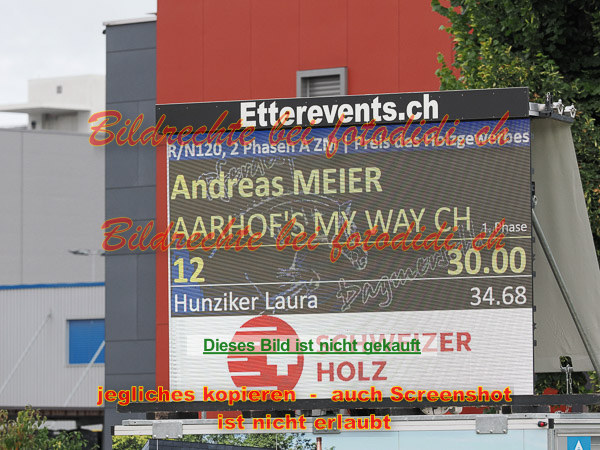 Etterevents.ch
Bildrechte bei fotodidi.ch
R/N120, 2 Phasen A ZM | Preis des Holzgewerbes
Andreas MEIER
AARHOF'S MY WAY CH 1. Phase
Bildrechte bei fotodidi.ch
12 30.00
Hunziker Laura 34.68
SCHWEIZER
Dieses Bild ist nicht gekauft
HOLZ
jegliches kopieren - auch Screenshot
ist nicht erlaubt